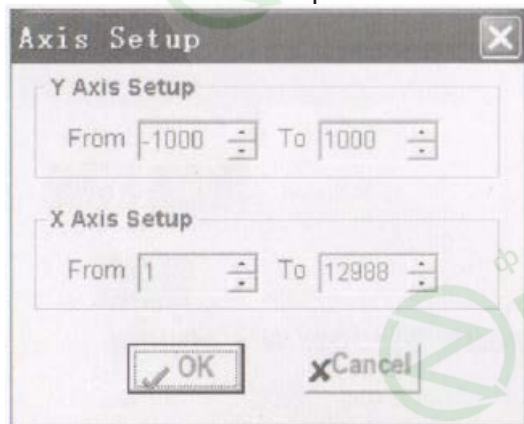 Axis Setup
Y Axis Setup
From -1000 To 1000
X Axis Setup
From 1 To 12988
OK Cancel